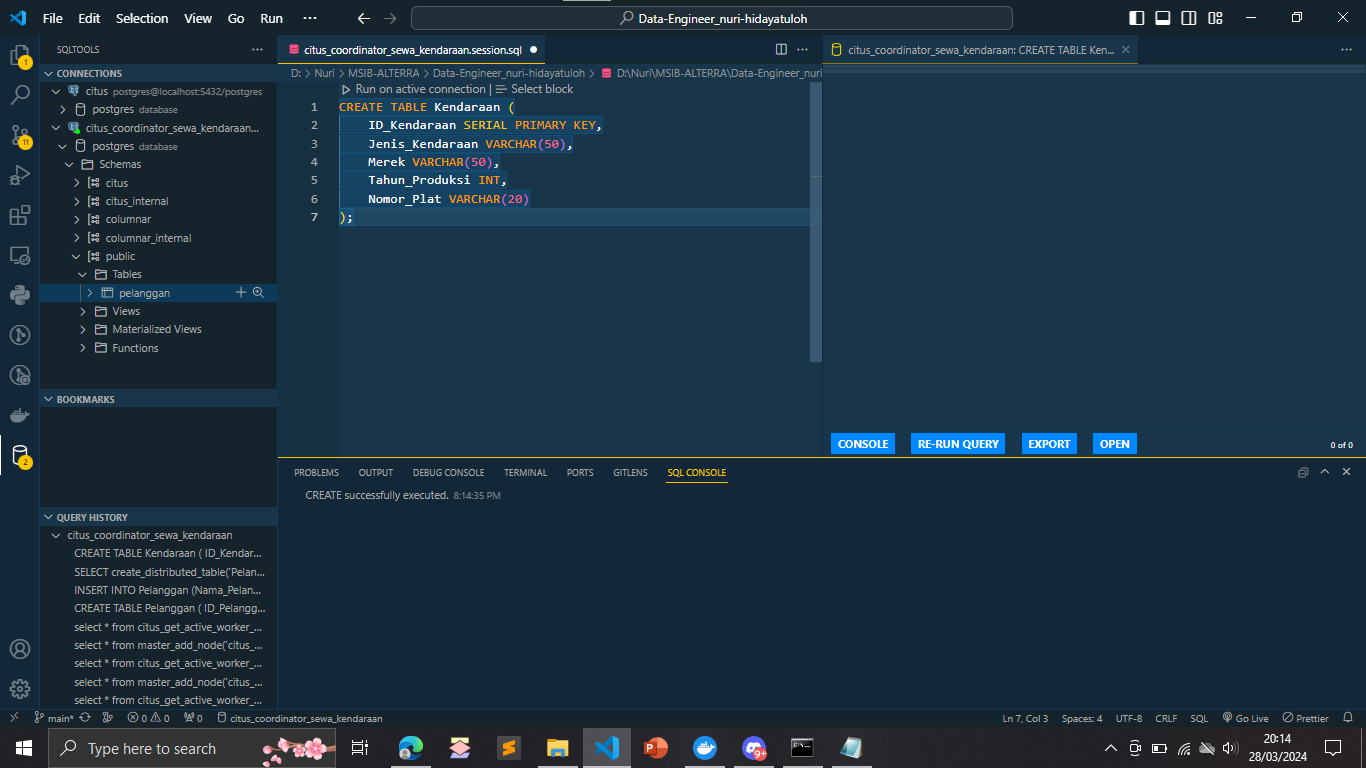 File Edit Selection View Go Run ···
Data-Engineer_nuri-hidayatuloh
SQLTOOLS
CONNECTIONS
citus postgres@localhost:5432/postgres
postgres database
citus_coordinator_sewa_kendaraan...
postgres database
Schemas
citus
citus_internal
columnar
columnar_internal
public
Tables
pelanggan
Views
Materialized Views
Functions
BOOKMARKS
QUERY HISTORY
citus_coordinator_sewa_kendaraan
CREATE TABLE Kendaraan ( ID_Kendar...
SELECT create_distributed_table('Pelan...
INSERT INTO Pelanggan (Nama_Pelan...
CREATE TABLE Pelanggan ( ID_Pelangg...
select * from citus_get_active_worker_...
select * from master_add_node('citus_...
select * from citus_get_active_worker_...
select * from master_add_node('citus_...
select * from citus_get_active_worker_...
1
11
2
citus_coordinator_sewa_kendaraan.session.sql
D: > Nuri > MSIB-ALTERRA > Data-Engineer_nuri-hidayatuloh > D:\Nuri\MSIB-ALTERRA\Data-Engineer_nuri
Run on active connection | Select block
1 CREATE TABLE Kendaraan (
2 ID_Kendaraan SERIAL PRIMARY KEY,
3 Jenis_Kendaraan VARCHAR(50),
4 Merek VARCHAR(50),
5 Tahun_Produksi INT,
6 Nomor_Plat VARCHAR(20)
7 );
citus_coordinator_sewa_kendaraan: CREATE TABLE Ken...
CONSOLE RE-RUN QUERY EXPORT OPEN 0 of 0
PROBLEMS OUTPUT DEBUG CONSOLE TERMINAL PORTS GITLENS SQL CONSOLE
CREATE successfully executed. 8:14:35 PM
main* 0 0 0 citus_coordinator_sewa_kendaraan
Ln 7, Col 3 Spaces: 4 UTF-8 CRLF SQL Go Live Prettier
Type here to search
9+
20:14
28/03/2024